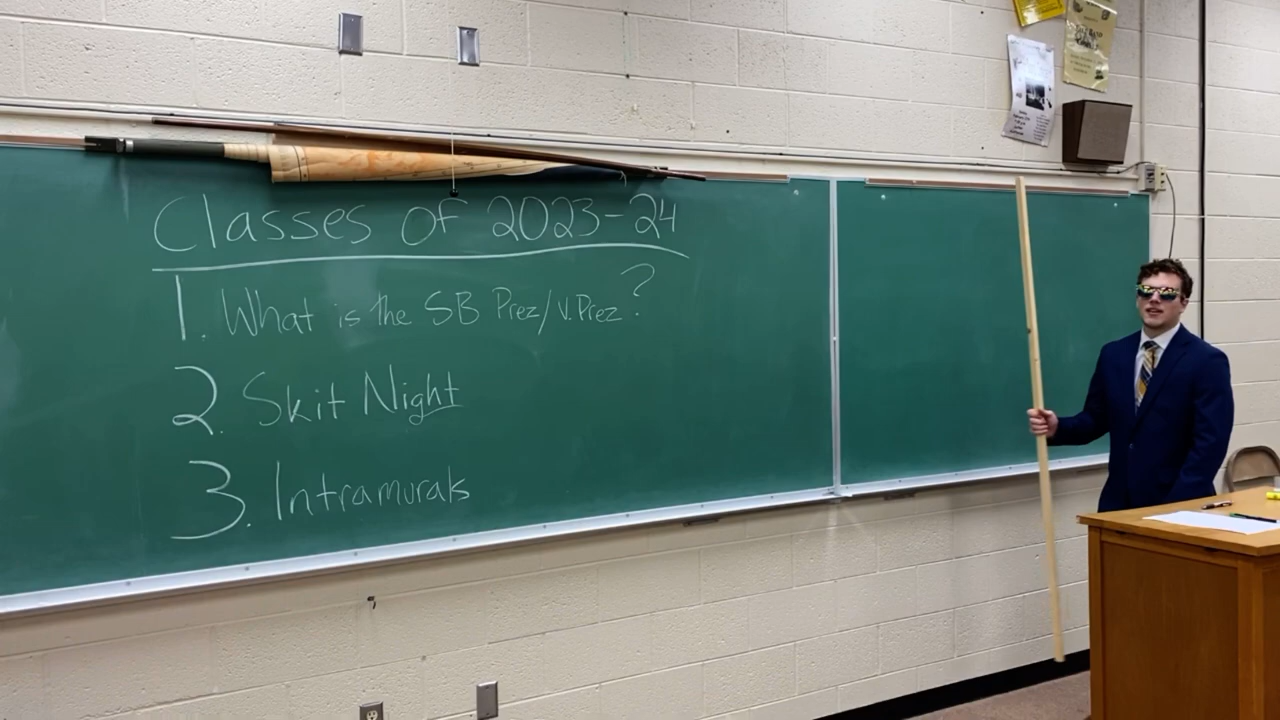 Classes of 2023-24
1. What is the SB Prez/V.Prez?
2. Skit Night
3. Intramurals